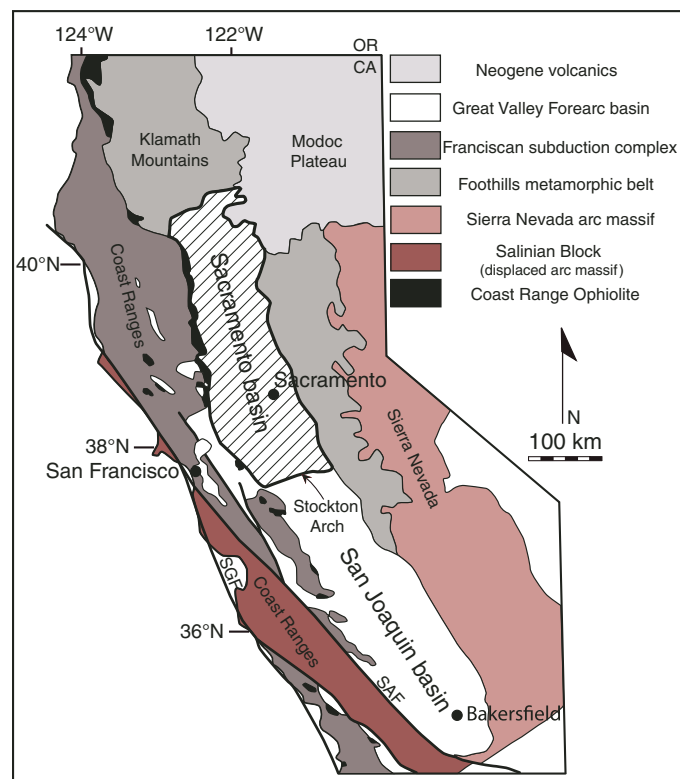 124°W
122°W
OR
CA
Neogene volcanics
Great Valley Forearc basin
Franciscan subduction complex
Foothills metamorphic belt
Sierra Nevada arc massif
Salinian Block
(displaced arc massif)
Coast Range Ophiolite
Klamath
Mountains
Modoc
Plateau
40°N
Coast Ranges
Sacramento basin
Sacramento
Sierra Nevada
N
100 km
38°N
San Francisco
Stockton
Arch
SGF
Coast Ranges
San Joaquin basin
36°N
SAF
Bakersfield